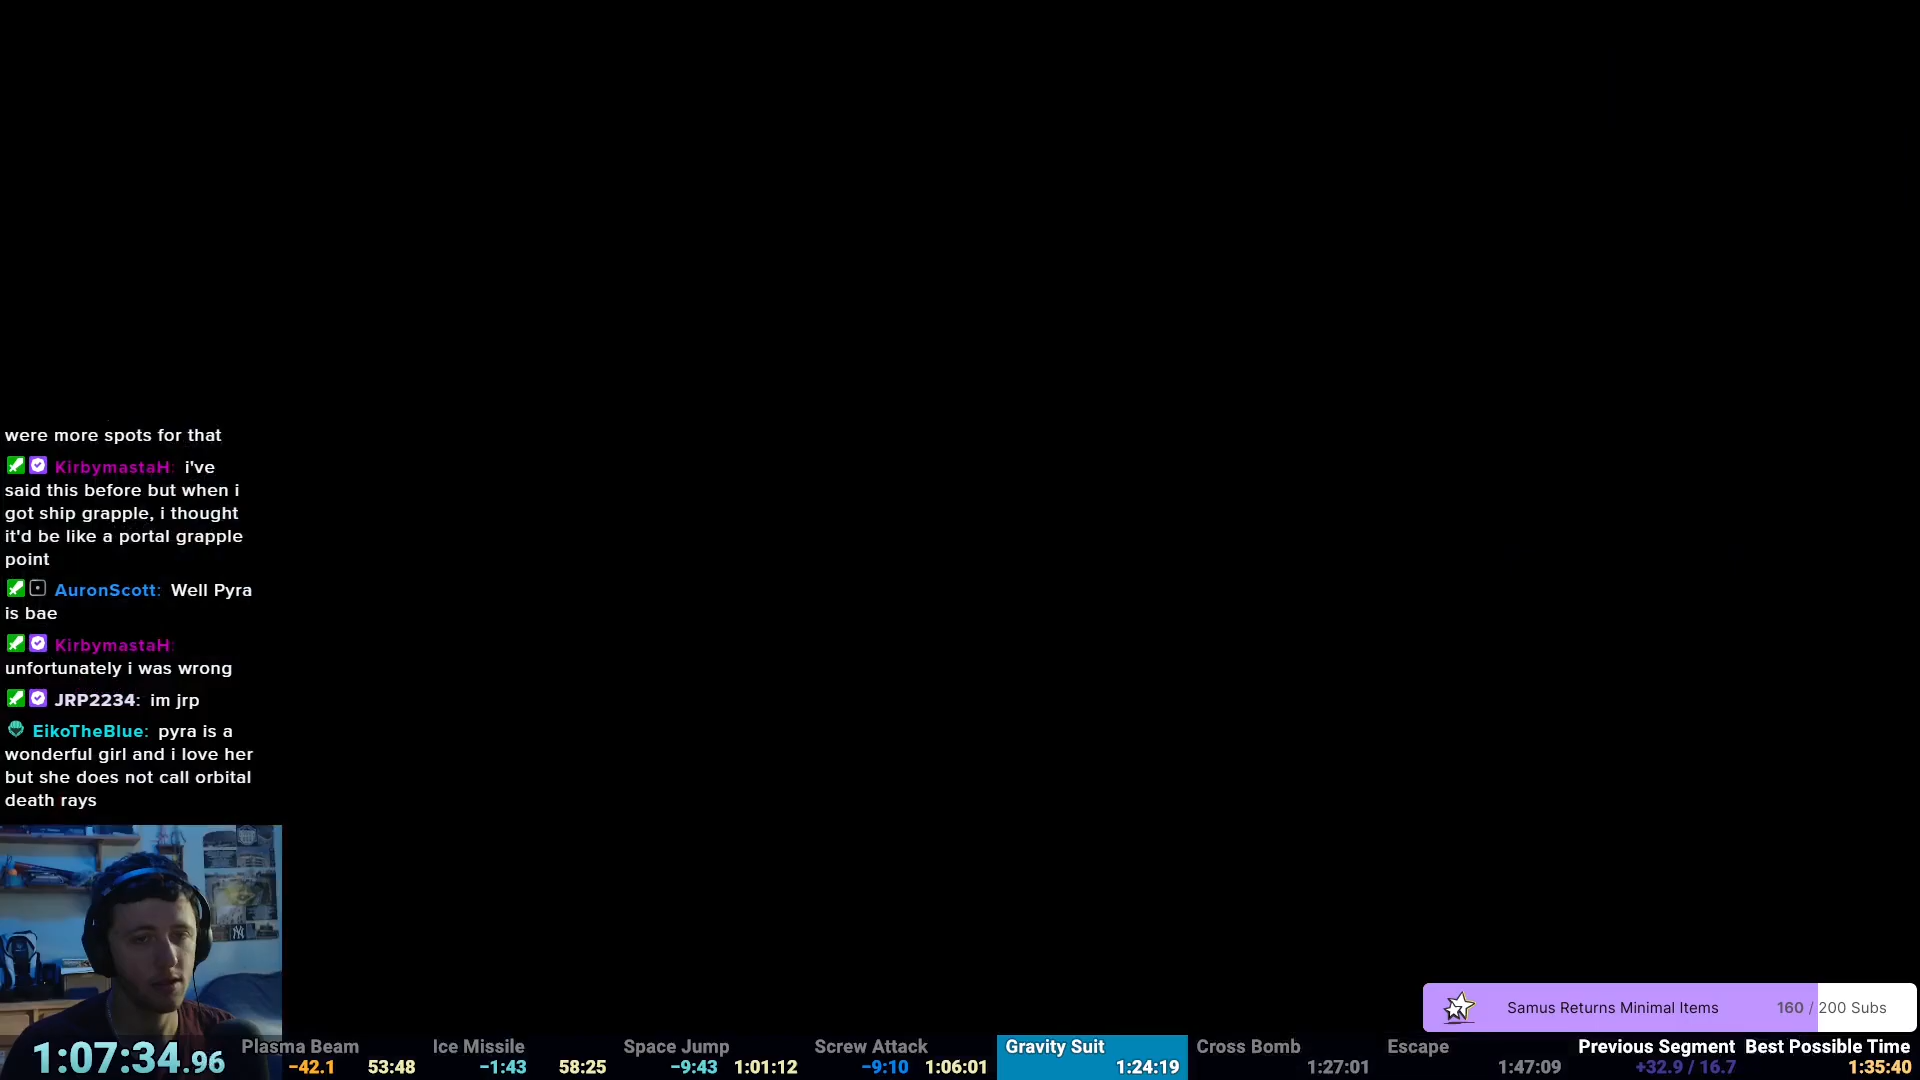 were more spots for that
KirbymastaH: i've
said this before but when i
got ship grapple, i thought
it'd be like a portal grapple
point
AuronScott: Well Pyra
is bae
KirbymastaH:
unfortunately i was wrong
JRP2234: im jrp
EikoTheBlue: pyra is a
wonderful girl and i love her
but she does not call orbital
death rays
Samus Returns Minimal Items 160 / 200 Subs
1:07:34.96
Plasma Beam
−42.1 53:48
Ice Missile
−1:43 58:25
Space Jump
−9:43 1:01:12
Screw Attack
−9:10 1:06:01
Gravity Suit
1:24:19
Cross Bomb
1:27:01
Escape
1:47:09
Previous Segment
+32.9 / 16.7
Best Possible Time
1:35:40